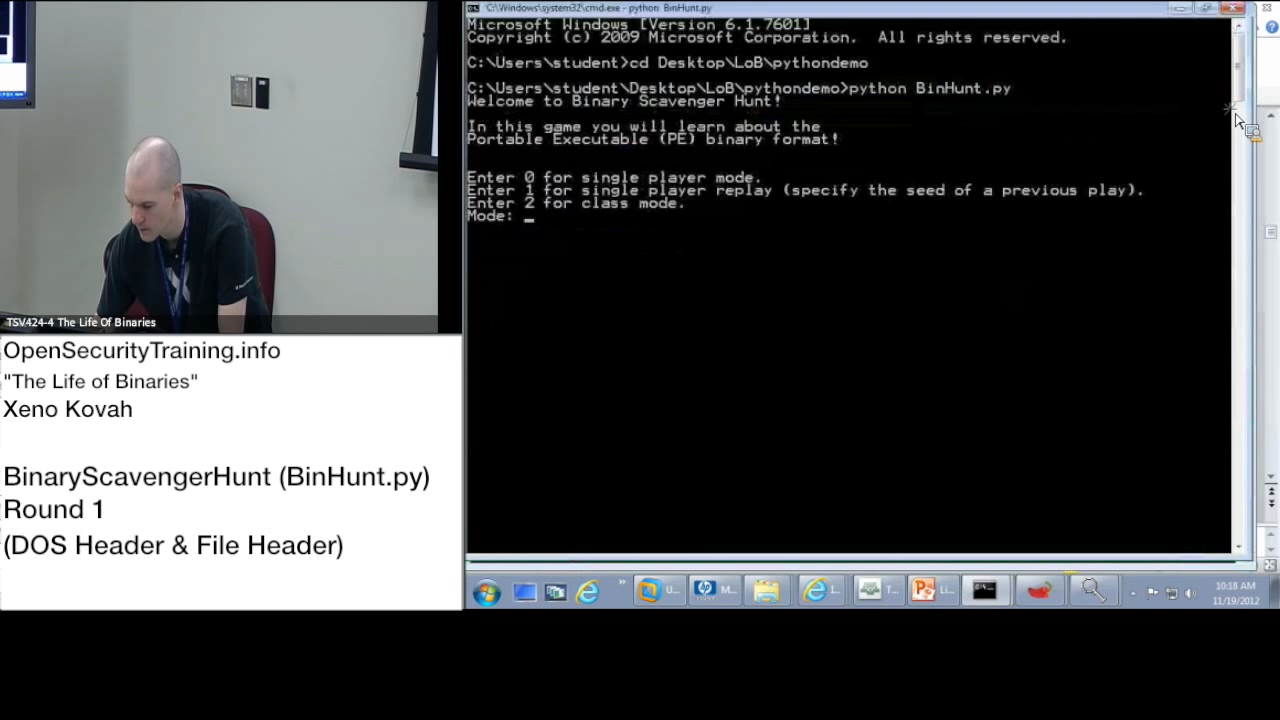 C:\Windows\system32\cmd.exe - python BinHunt.py
Microsoft Windows [Version 6.1.7601]
Copyright (c) 2009 Microsoft Corporation.  All rights reserved.
C:\Users\student>cd Desktop\LoB\pythondemo
C:\Users\student\Desktop\LoB\pythondemo>python BinHunt.py
Welcome to Binary Scavenger Hunt!
In this game you will learn about the
Portable Executable (PE) binary format!
Enter 0 for single player mode.
Enter 1 for single player replay (specify the seed of a previous play).
Enter 2 for class mode.
Mode: _
TSV424-4 The Life Of Binaries
OpenSecurityTraining.info
"The Life of Binaries"
Xeno Kovah
BinaryScavengerHunt (BinHunt.py)
Round 1
(DOS Header & File Header)
U...
M...
I...
T...
Li...
10:18 AM
11/19/2012